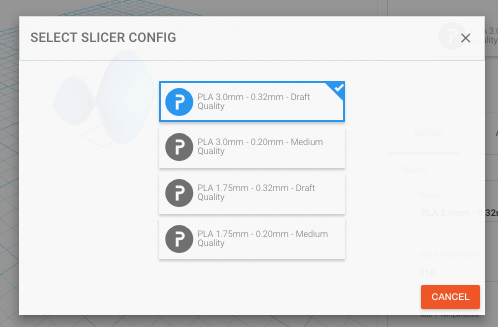 SELECT SLICER CONFIG
PLA 3.0mm - 0.32mm - Draft
Quality
PLA 3.0mm - 0.20mm - Medium
Quality
PLA 1.75mm - 0.32mm - Draft
Quality
PLA 1.75mm - 0.20mm - Medium
Quality
CANCEL